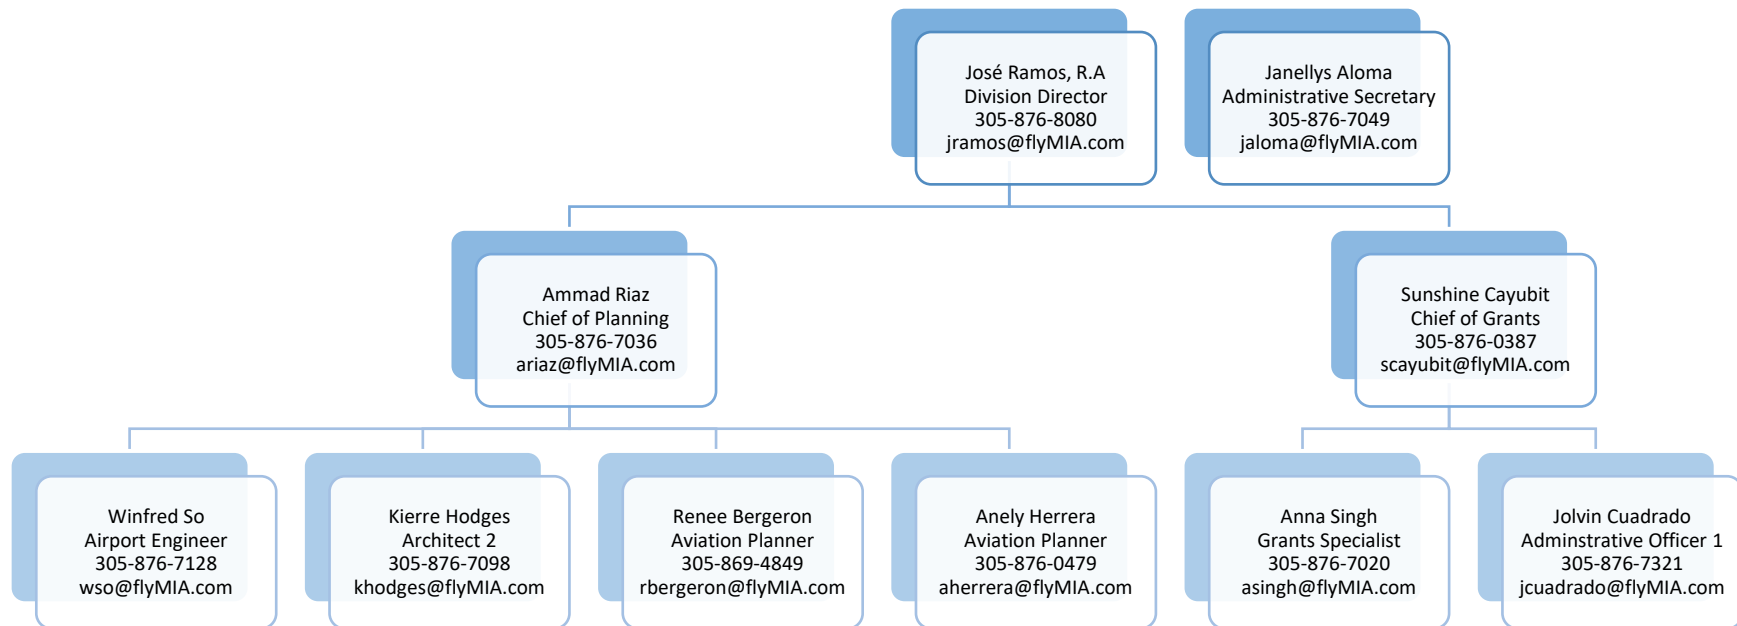 José Ramos, R.A
Division Director
305-876-8080
jramos@flyMIA.com
Janellys Aloma
Administrative Secretary
305-876-7049
jaloma@flyMIA.com
Ammad Riaz
Chief of Planning
305-876-7036
ariaz@flyMIA.com
Sunshine Cayubit
Chief of Grants
305-876-0387
scayubit@flyMIA.com
Winfred So
Airport Engineer
305-876-7128
wso@flyMIA.com
Kierre Hodges
Architect 2
305-876-7098
khodges@flyMIA.com
Renee Bergeron
Aviation Planner
305-869-4849
rbergeron@flyMIA.com
Anely Herrera
Aviation Planner
305-876-0479
aherrera@flyMIA.com
Anna Singh
Grants Specialist
305-876-7020
asingh@flyMIA.com
Jolvin Cuadrado
Adminstrative Officer 1
305-876-7321
jcuadrado@flyMIA.com